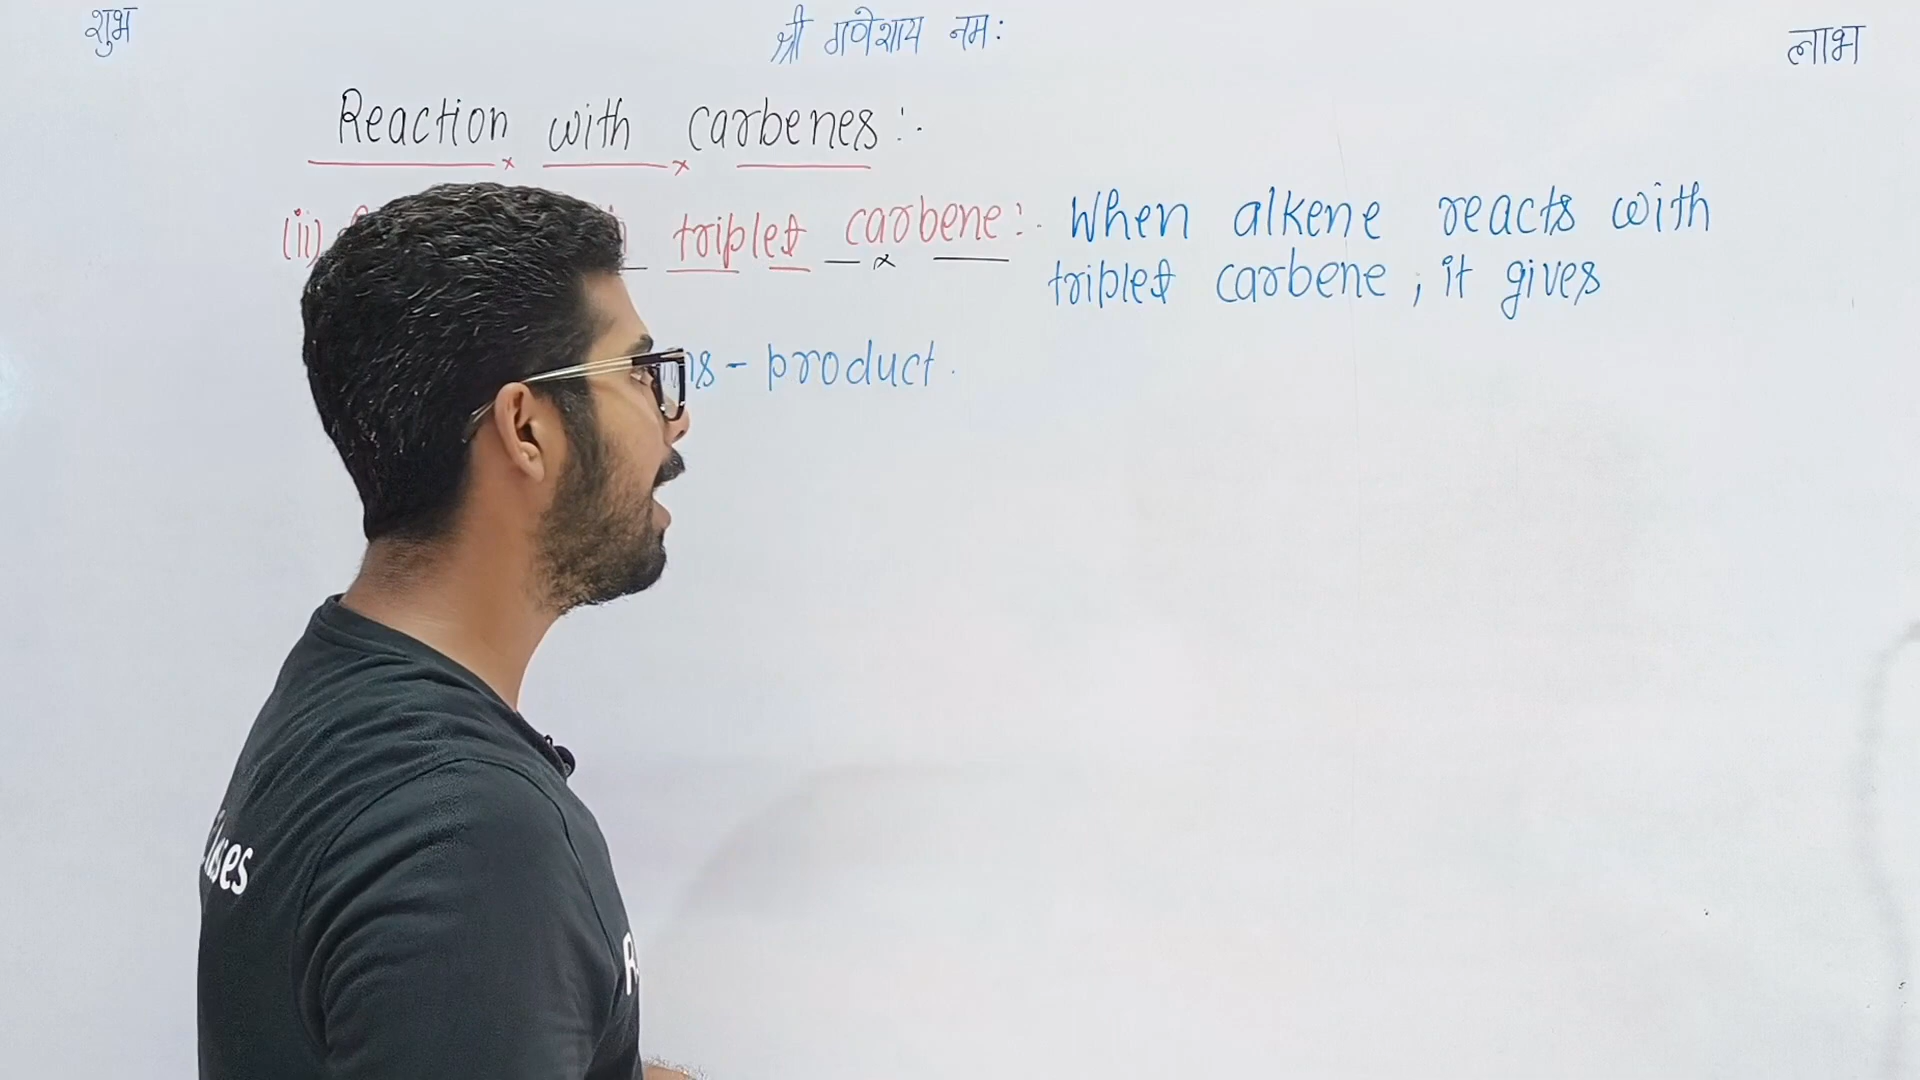 शुभ श्री गणेशाय नमः लाभ
Reaction with carbenes :-
(ii) triplet carbene :- When alkene reacts with
triplet carbene, it gives
- product.